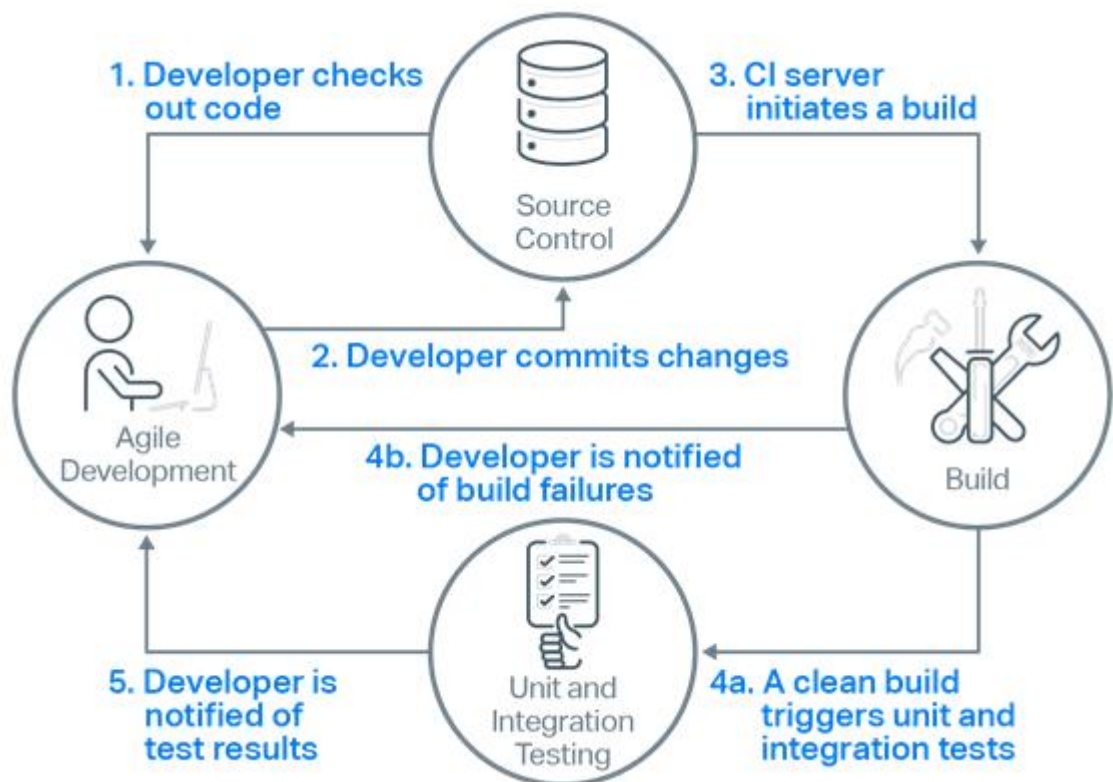 1. Developer checks
out code
3. CI server
initiates a build
Source
Control
2. Developer commits changes
Agile
Development
4b. Developer is notified
of build failures
Build
5. Developer is
notified of
test results
Unit and
Integration
Testing
4a. A clean build
triggers unit and
integration tests